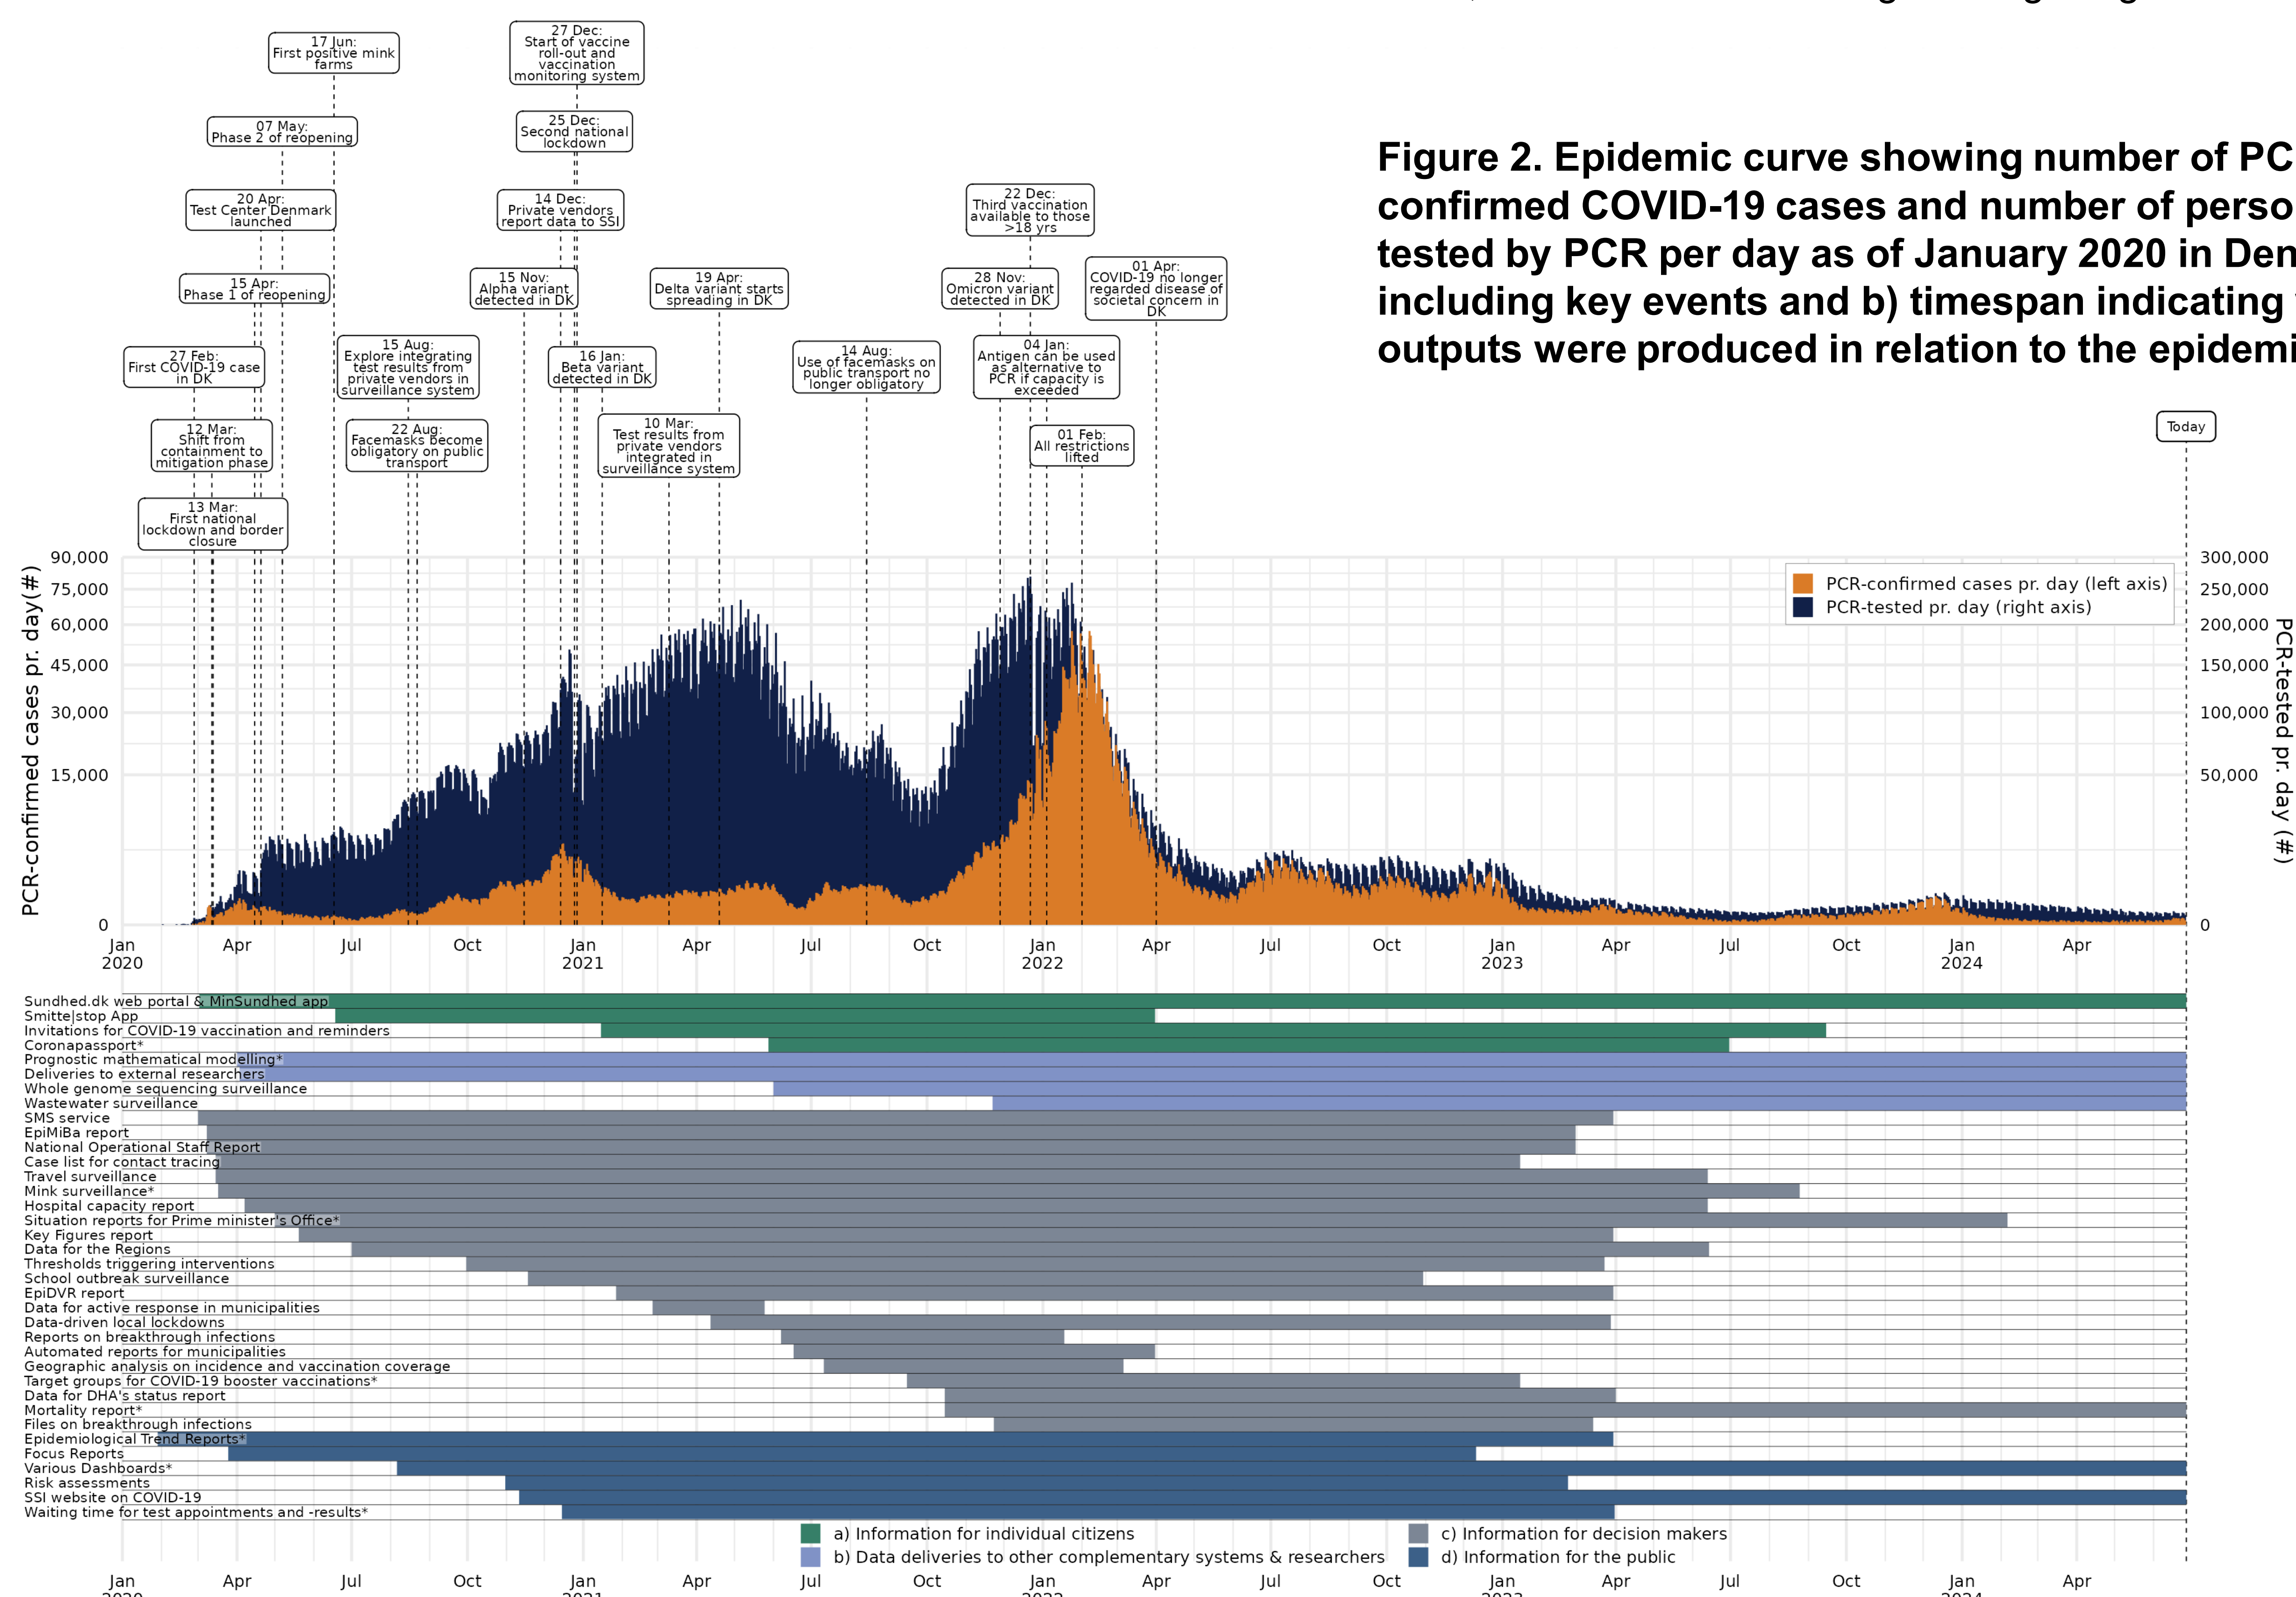 17 Jun:
First positive mink
farms
27 Dec:
Start of vaccine
roll-out and
vaccination
monitoring system
07 May:
Phase 2 of reopening
25 Dec:
Second national
lockdown
20 Apr:
Test Center Denmark
launched
14 Dec:
Private vendors
report data to SSI
22 Dec:
Third vaccination
available to those
>18 yrs
15 Apr:
Phase 1 of reopening
15 Nov:
Alpha variant
detected in DK
19 Apr:
Delta variant starts
spreading in DK
28 Nov:
Omicron variant
detected in DK
01 Apr:
COVID-19 no longer
regarded disease of
societal concern in
DK
27 Feb:
First COVID-19 case
in DK
15 Aug:
Explore integrating
test results from
private vendors in
surveillance system
16 Jan:
Beta variant
detected in DK
14 Aug:
Use of facemasks on
public transport no
longer obligatory
04 Jan:
Antigen can be used
as alternative to
PCR if capacity is
exceeded
12 Mar:
Shift from
containment to
mitigation phase
22 Aug:
Facemasks become
obligatory on public
transport
10 Mar:
Test results from
private vendors
integrated in
surveillance system
01 Feb:
All restrictions
lifted
13 Mar:
First national
lockdown and border
closure
Figure 2. Epidemic curve showing number of PC
confirmed COVID-19 cases and number of perso
tested by PCR per day as of January 2020 in Den
including key events and b) timespan indicating
outputs were produced in relation to the epidemi
Today
PCR-confirmed cases pr. day(#)
90,000
75,000
60,000
45,000
30,000
15,000
0
PCR-confirmed cases pr. day (left axis)
PCR-tested pr. day (right axis)
300,000
250,000
200,000
150,000
100,000
50,000
0
PCR-tested pr. day (#)
Jan Apr Jul Oct Jan Apr Jul Oct Jan Apr Jul Oct Jan Apr Jul Oct Jan Apr
2020 2021 2022 2023 2024
Sundhed.dk web portal & MinSundhed app
Smitte|stop App
Invitations for COVID-19 vaccination and reminders
Coronapassport*
Prognostic mathematical modelling*
Deliveries to external researchers
Whole genome sequencing surveillance
Wastewater surveillance
SMS service
EpiMiBa report
National Operational Staff Report
Case list for contact tracing
Travel surveillance
Mink surveillance*
Hospital capacity report
Situation reports for Prime minister's Office*
Key Figures report
Data for the Regions
Thresholds triggering interventions
School outbreak surveillance
EpiDVR report
Data for active response in municipalities
Data-driven local lockdowns
Reports on breakthrough infections
Automated reports for municipalities
Geographic analysis on incidence and vaccination coverage
Target groups for COVID-19 booster vaccinations*
Data for DHA's status report
Mortality report*
Files on breakthrough infections
Epidemiological Trend Reports*
Focus Reports
Various Dashboards*
Risk assessments
SSI website on COVID-19
Waiting time for test appointments and -results*
a) Information for individual citizens
b) Data deliveries to other complementary systems & researchers
c) Information for decision makers
d) Information for the public
Jan Apr Jul Oct Jan Apr Jul Oct Jan Apr Jul Oct Jan Apr Jul Oct Jan Apr
2020 2021 2022 2023 2024